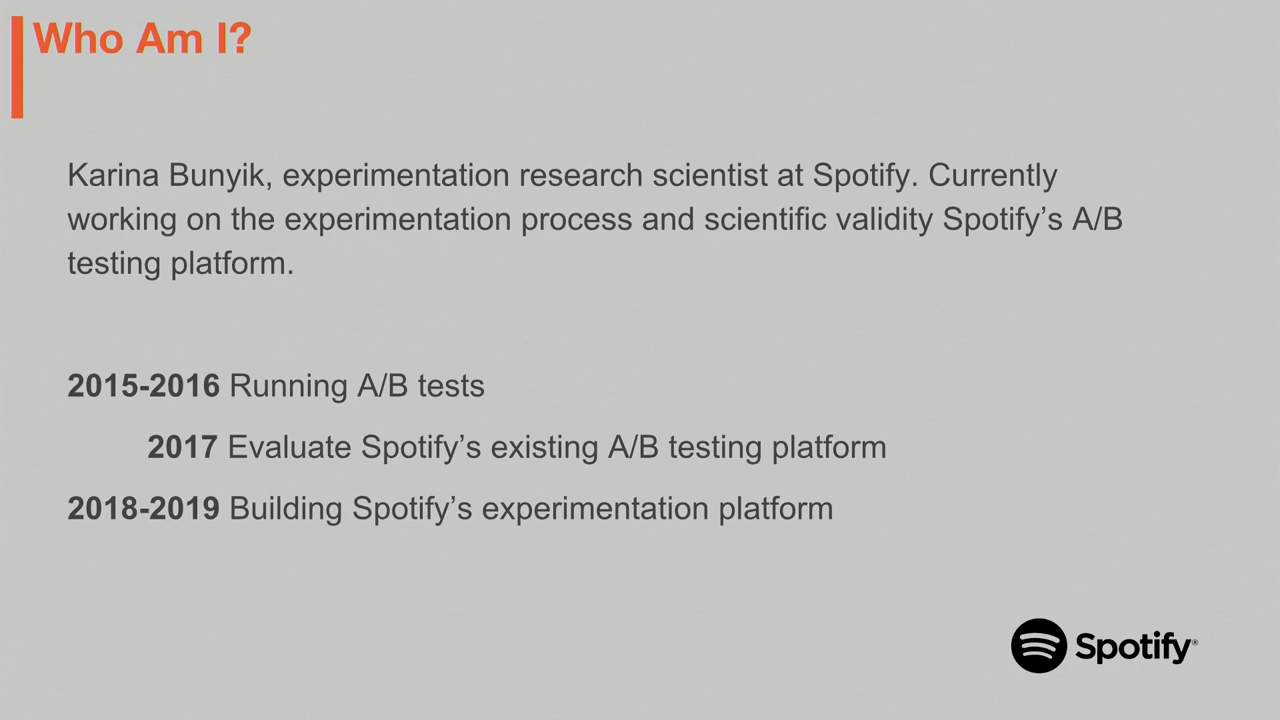 Who Am I?
Karina Bunyik, experimentation research scientist at Spotify. Currently
working on the experimentation process and scientific validity Spotify’s A/B
testing platform.
2015-2016 Running A/B tests
2017 Evaluate Spotify’s existing A/B testing platform
2018-2019 Building Spotify’s experimentation platform
Spotify®